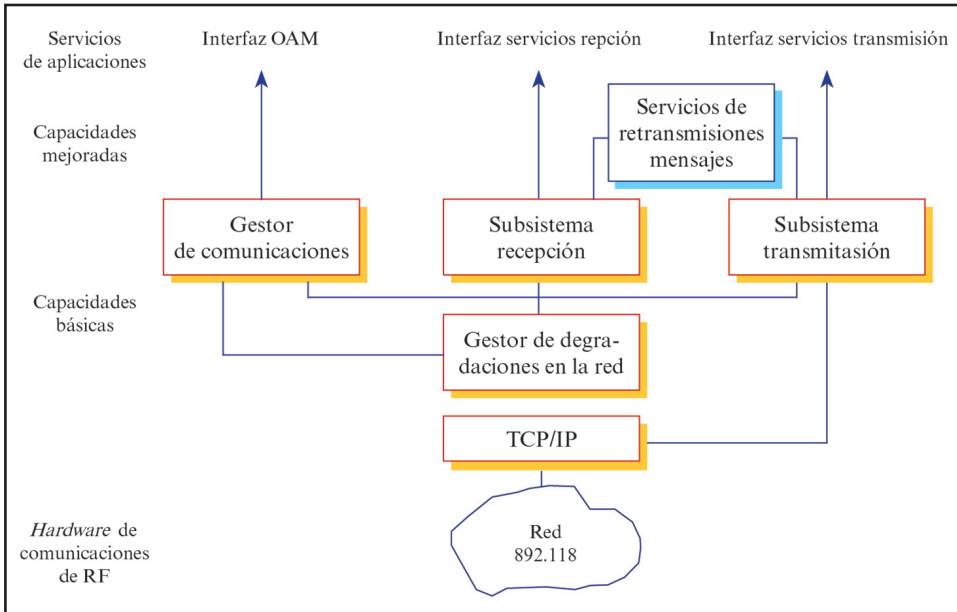 Servicios
de aplicaciones
Interfaz OAM
Interfaz servicios repción
Interfaz servicios transmisión
Capacidades
mejoradas
Servicios de
retransmisiones
mensajes
Gestor
de comunicaciones
Subsistema
recepción
Subsistema
transmitasión
Capacidades
básicas
Gestor de degra-
daciones en la red
TCP/IP
Hardware de
comunicaciones
de RF
Red
892.118